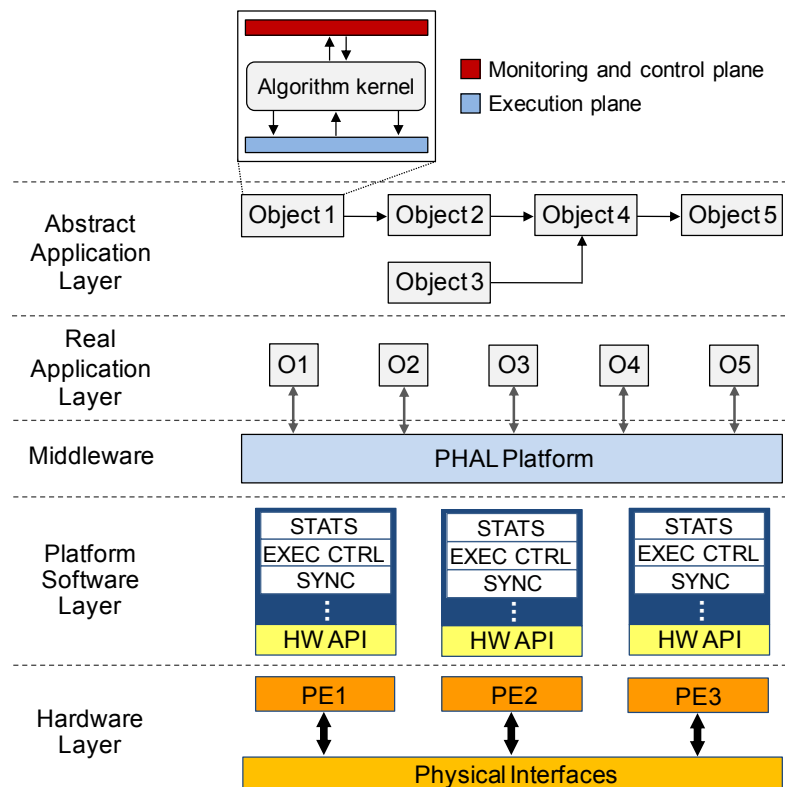 Algorithm kernel
Monitoring and control plane
Execution plane
Abstract
Application
Layer
Object 1
Object 2
Object 4
Object 5
Object 3
Real
Application
Layer
O1
O2
O3
O4
O5
Middleware
PHAL Platform
Platform
Software
Layer
STATS
EXEC CTRL
SYNC
HW API
STATS
EXEC CTRL
SYNC
HW API
STATS
EXEC CTRL
SYNC
HW API
Hardware
Layer
PE1
PE2
PE3
Physical Interfaces